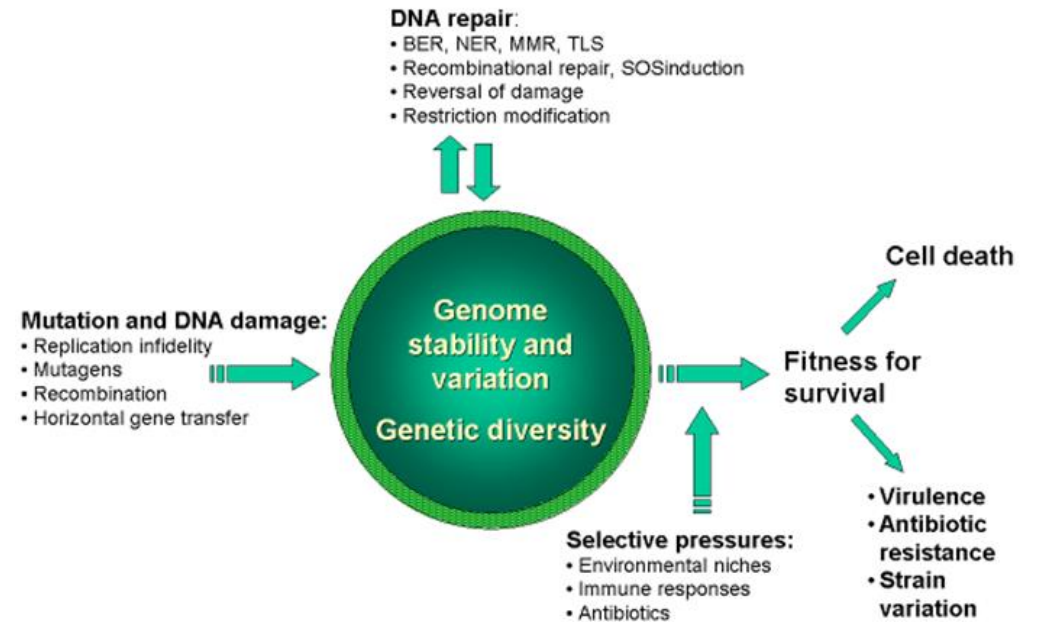 DNA repair:
• BER, NER, MMR, TLS
• Recombinational repair, SOSinduction
• Reversal of damage
• Restriction modification
Mutation and DNA damage:
• Replication infidelity
• Mutagens
• Recombination
• Horizontal gene transfer
Genome
stability and
variation
Genetic diversity
Cell death
Fitness for
survival
• Virulence
• Antibiotic
resistance
• Strain
variation
Selective pressures:
• Environmental niches
• Immune responses
• Antibiotics